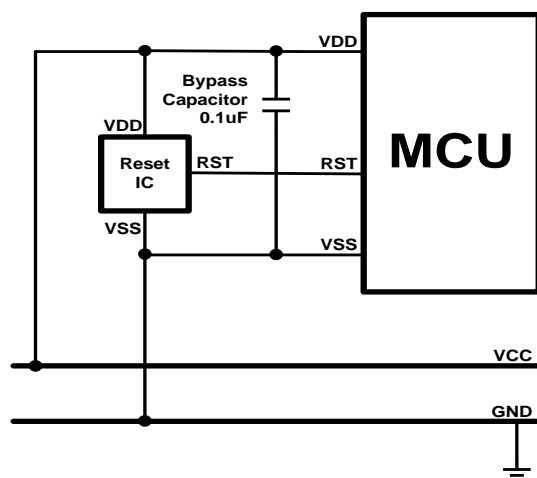 VDD
Bypass
Capacitor
0.1uF
VDD
Reset
IC
RST
RST
MCU
VSS
VSS
VCC
GND